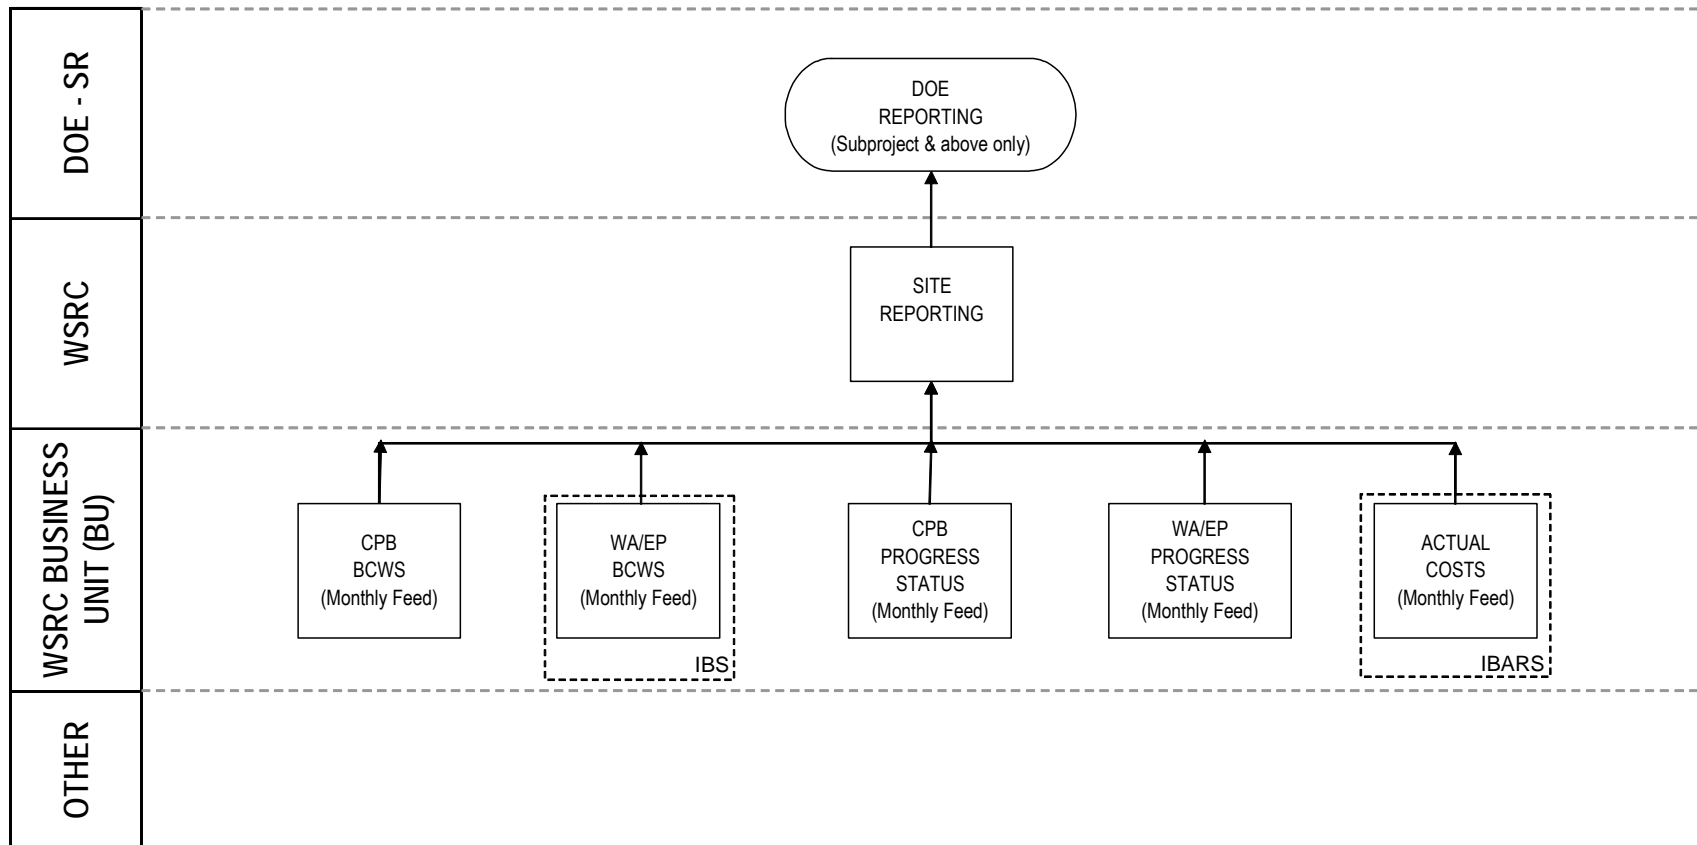 DOE - SR
DOE
REPORTING
(Subproject & above only)
WSRC
SITE
REPORTING
WSRC BUSINESS
UNIT (BU)
CPB
BCWS
(Monthly Feed)
WA/EP
BCWS
(Monthly Feed)
IBS
CPB
PROGRESS
STATUS
(Monthly Feed)
WA/EP
PROGRESS
STATUS
(Monthly Feed)
ACTUAL
COSTS
(Monthly Feed)
IBARS
OTHER